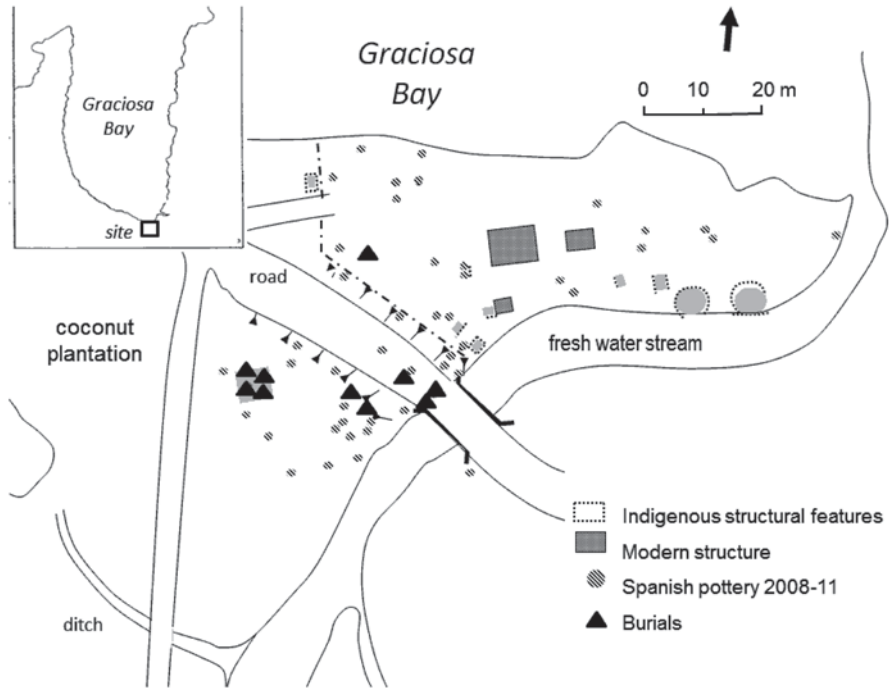 Graciosa
Bay
site
Graciosa
Bay
0 10 20 m
road
coconut
plantation
fresh water stream
ditch
Indigenous structural features
Modern structure
Spanish pottery 2008-11
Burials